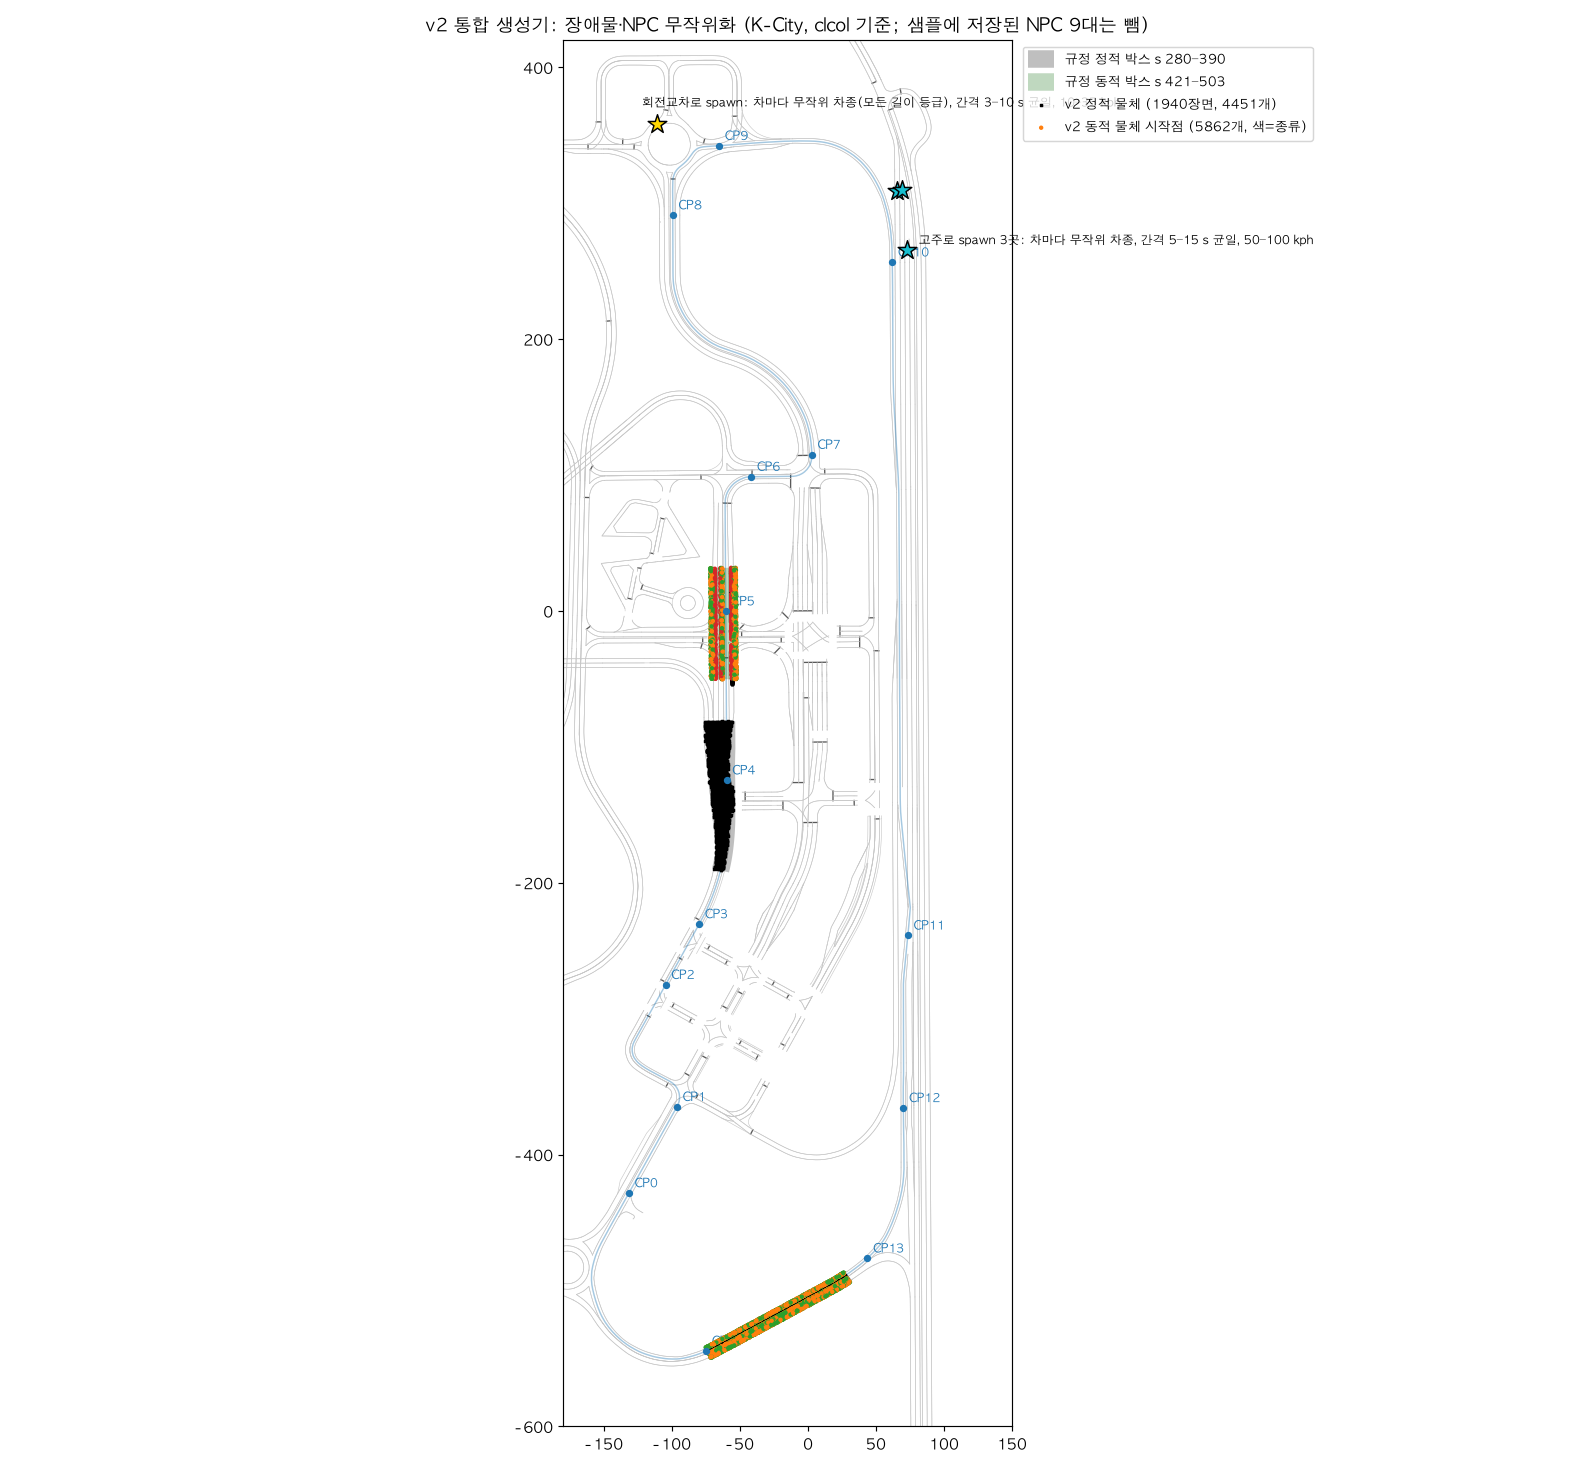 v2 통합 생성기: 장애물·NPC 무작위화 (K-City, clcol 기준; 샘플에 저장된 NPC 9대는 뺌)
규정 정적 박스 s 280–390
규정 동적 박스 s 421–503
v2 정적 물체 (1940장면, 4451개)
v2 동적 물체 시작점 (5862개, 색=종류)
회전교차로 spawn: 차마다 무작위 차종(모든 길이 등급), 간격 3–10 s 균일,
고주로 spawn 3곳: 차마다 무작위 차종, 간격 5–15 s 균일, 50–100 kph
CP9
CP8
CP7
CP6
CP4
CP3
CP2
CP11
CP1
CP12
CP0
CP13
400
200
0
-200
-400
-600
-150
-100
-50
0
50
100
150